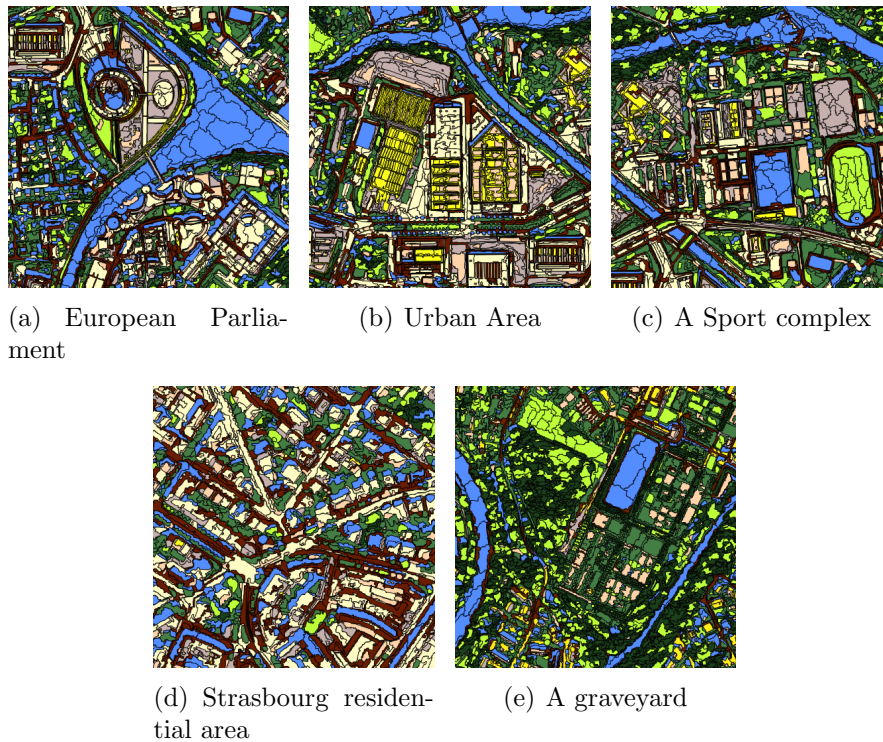 (a) European Parlia-
ment
(b) Urban Area
(c) A Sport complex
(d) Strasbourg residen-
tial area
(e) A graveyard